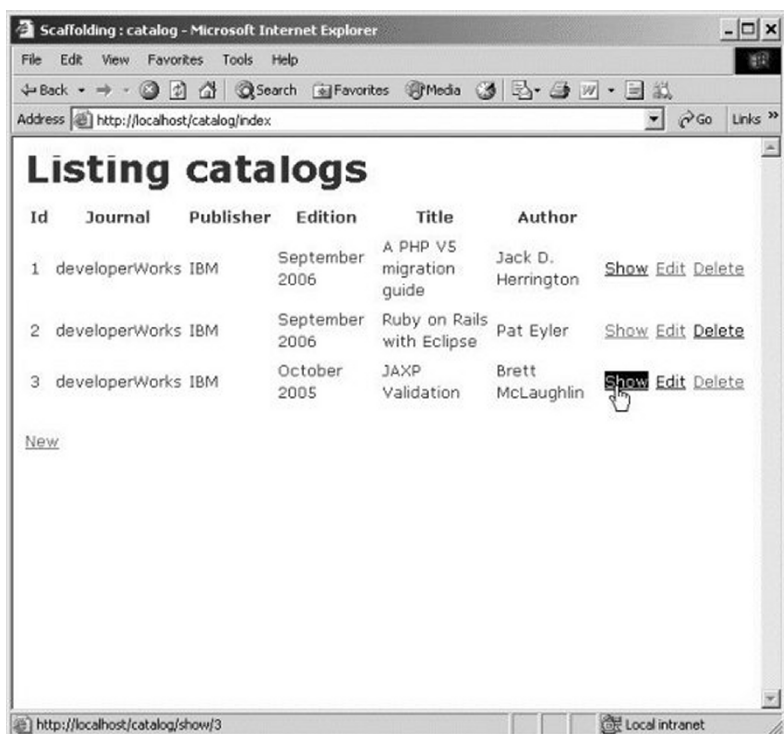 Scaffolding : catalog - Microsoft Internet Explorer
File Edit View Favorites Tools Help
Back Search Favorites Media
Address http://localhost/catalog/index Go Links »
Listing catalogs
Id Journal Publisher Edition Title Author
1 developerWorks IBM September 2006 A PHP V5 migration guide Jack D. Herrington Show Edit Delete
2 developerWorks IBM September 2006 Ruby on Rails with Eclipse Pat Eyler Show Edit Delete
3 developerWorks IBM October 2005 JAXP Validation Brett McLaughlin Show Edit Delete
New
http://localhost/catalog/show/3 Local intranet